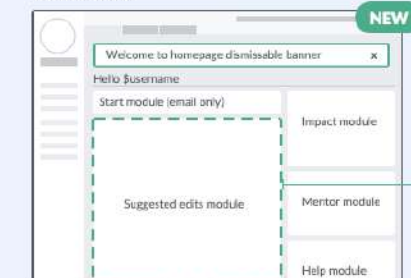 NEW
Welcome to homepage dismissable banner x
Hello $username
Start module (email only)
Impact module
Suggested edits module
Mentor module
Help module